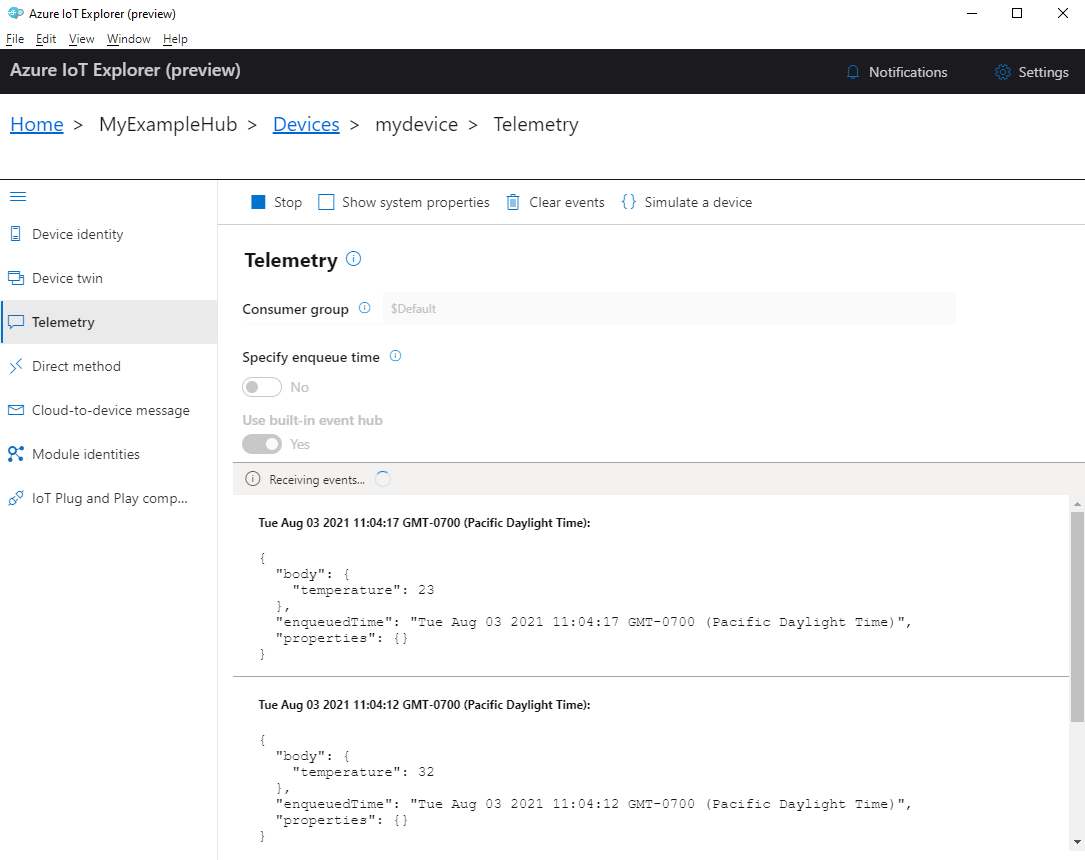 Azure IoT Explorer (preview)
File Edit View Window Help
Azure IoT Explorer (preview) Notifications Settings
Home > MyExampleHub > Devices > mydevice > Telemetry
Stop Show system properties Clear events {} Simulate a device
Device identity
Device twin
Telemetry
Direct method
Cloud-to-device message
Module identities
IoT Plug and Play comp...
Telemetry
Consumer group $Default
Specify enqueue time
No
Use built-in event hub
Yes
Receiving events...
Tue Aug 03 2021 11:04:17 GMT-0700 (Pacific Daylight Time):
{
"body": {
"temperature": 23
},
"enqueuedTime": "Tue Aug 03 2021 11:04:17 GMT-0700 (Pacific Daylight Time)",
"properties": {}
}
Tue Aug 03 2021 11:04:12 GMT-0700 (Pacific Daylight Time):
{
"body": {
"temperature": 32
},
"enqueuedTime": "Tue Aug 03 2021 11:04:12 GMT-0700 (Pacific Daylight Time)",
"properties": {}
}